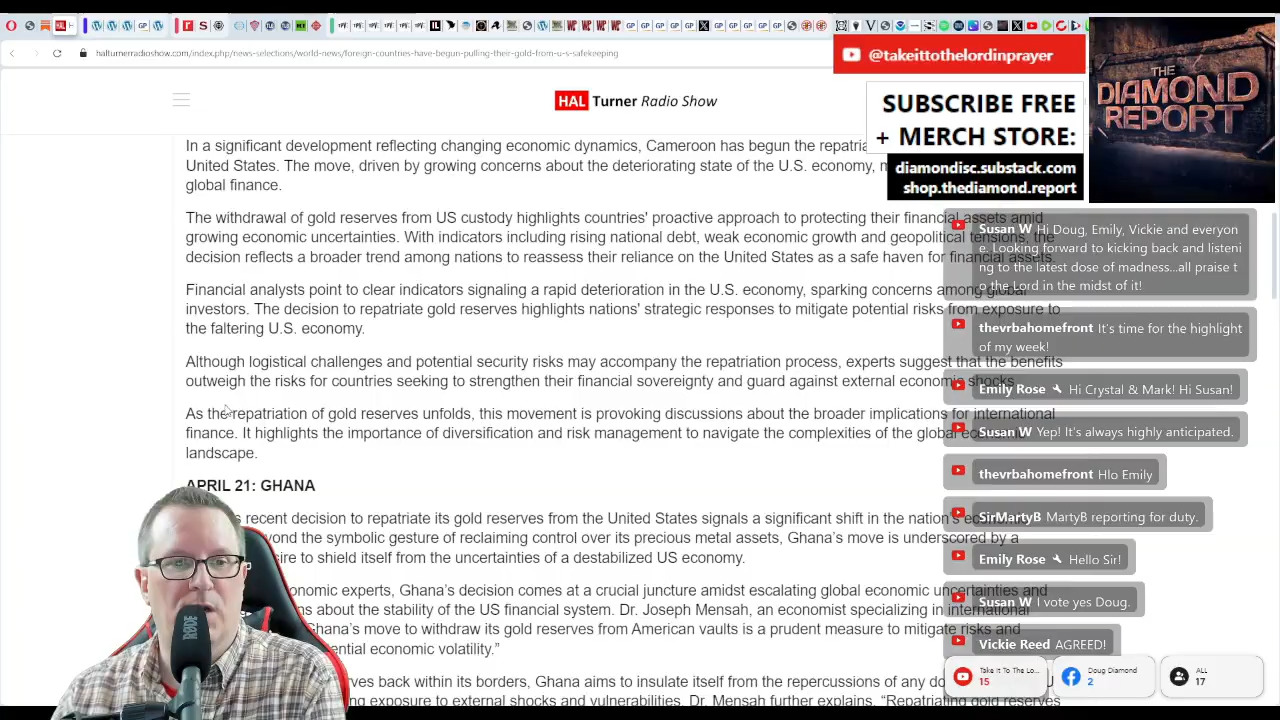 halturnerradioshow.com/index.php/news-selections/world-news/foreign-countries-have-begun-pulling-their-gold-from-u-s-safekeeping
@takeittothelordinprayer
HAL Turner Radio Show
SUBSCRIBE FREE
+ MERCH STORE:
diamondisc.substack.com
shop.thediamond.report
THE
DIAMOND
REPORT
In a significant development reflecting changing economic dynamics, Cameroon has begun the repatria
United States. The move, driven by growing concerns about the deteriorating state of the U.S. economy,
global finance.
The withdrawal of gold reserves from US custody highlights countries' proactive approach to protecting their financial assets amid
growing economic uncertainties. With indicators including rising national debt, weak economic growth and geopolitical tensions, the
decision reflects a broader trend among nations to reassess their reliance on the United States as a safe haven for financial assets.
Financial analysts point to clear indicators signaling a rapid deterioration in the U.S. economy, sparking concerns among global
investors. The decision to repatriate gold reserves highlights nations' strategic responses to mitigate potential risks from exposure to
the faltering U.S. economy.
Although logistical challenges and potential security risks may accompany the repatriation process, experts suggest that the benefits
outweigh the risks for countries seeking to strengthen their financial sovereignty and guard against external economic shocks.
As the repatriation of gold reserves unfolds, this movement is provoking discussions about the broader implications for international
finance. It highlights the importance of diversification and risk management to navigate the complexities of the global economic
landscape.
APRIL 21: GHANA
recent decision to repatriate its gold reserves from the United States signals a significant shift in the nation's economic
ond the symbolic gesture of reclaiming control over its precious metal assets, Ghana's move is underscored by a
ire to shield itself from the uncertainties of a destabilized US economy.
onomic experts, Ghana's decision comes at a crucial juncture amidst escalating global economic uncertainties and
s about the stability of the US financial system. Dr. Joseph Mensah, an economist specializing in international
hana's move to withdraw its gold reserves from American vaults is a prudent measure to mitigate risks and
ential economic volatility.”
back within its borders, Ghana aims to insulate itself from the repercussions of any do
exposure to external shocks and vulnerabilities. Dr. Mensah further explains. “Repatriating gold reserves
Susan W Hi Doug, Emily, Vickie and everyon
e. Looking forward to kicking back and listeni
ng to the latest dose of madness...all praise t
o the Lord in the midst of it!
thevrbahomefront It's time for the highlight
of my week!
Emily Rose Hi Crystal & Mark! Hi Susan!
Susan W Yep! It's always highly anticipated.
thevrbahomefront Hlo Emily
SirMartyB MartyB reporting for duty.
Emily Rose Hello Sir!
Susan W I vote yes Doug.
Vickie Reed AGREED!
Take It To The Lo...
15
Doug Diamond
2
ALL
17
RØDE